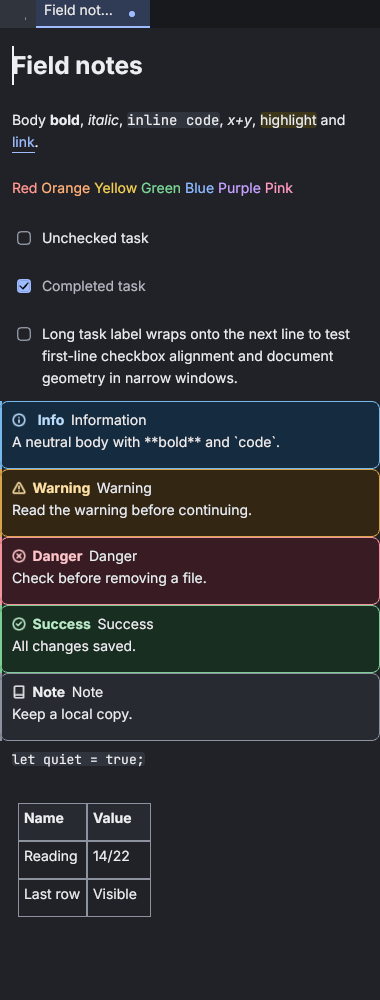 Field not...
Field notes
Body bold, italic, inline code, x+y, highlight and
link.
Red Orange Yellow Green Blue Purple Pink
Unchecked task
Completed task
Long task label wraps onto the next line to test
first-line checkbox alignment and document
geometry in narrow windows.
Info Information
A neutral body with **bold** and `code`.
Warning Warning
Read the warning before continuing.
Danger Danger
Check before removing a file.
Success Success
All changes saved.
Note Note
Keep a local copy.
let quiet = true;
Name Value
Reading 14/22
Last row Visible